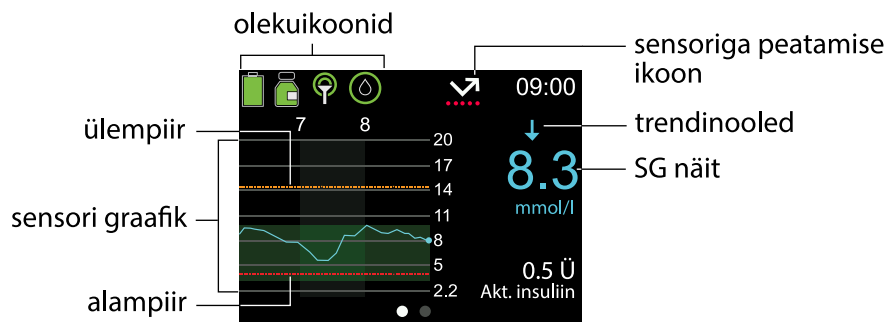 olekuikoonid
sensoriga peatamise
ikoon
09:00
7 8
trendinooled
ülempiir
20
17
8.3
SG näit
14
mmol/l
sensori graafik
11
8
5
0.5 Ü
alampiir
2.2
Akt. insuliin